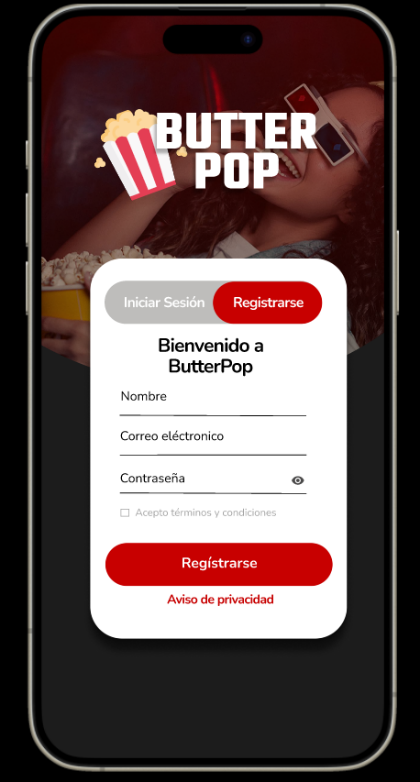 BUTTER
POP
Iniciar Sesión Registrarse
Bienvenido a
ButterPop
Nombre
Correo eléctronico
Contraseña
Acepto términos y condiciones
Regístrarse
Aviso de privacidad